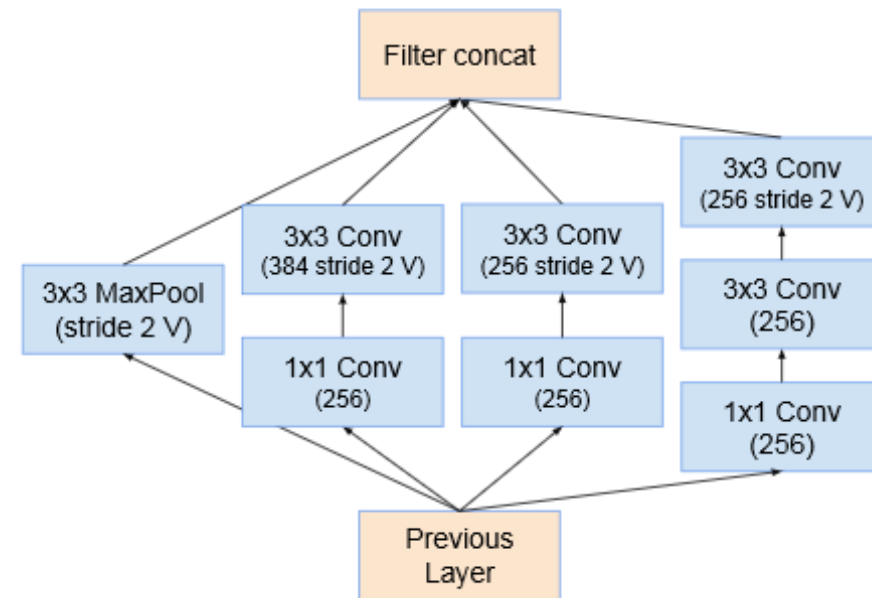 Filter concat
3x3 Conv
(256 stride 2 V)
3x3 Conv
(384 stride 2 V)
3x3 Conv
(256 stride 2 V)
3x3 MaxPool
(stride 2 V)
3x3 Conv
(256)
1x1 Conv
(256)
1x1 Conv
(256)
1x1 Conv
(256)
Previous
Layer